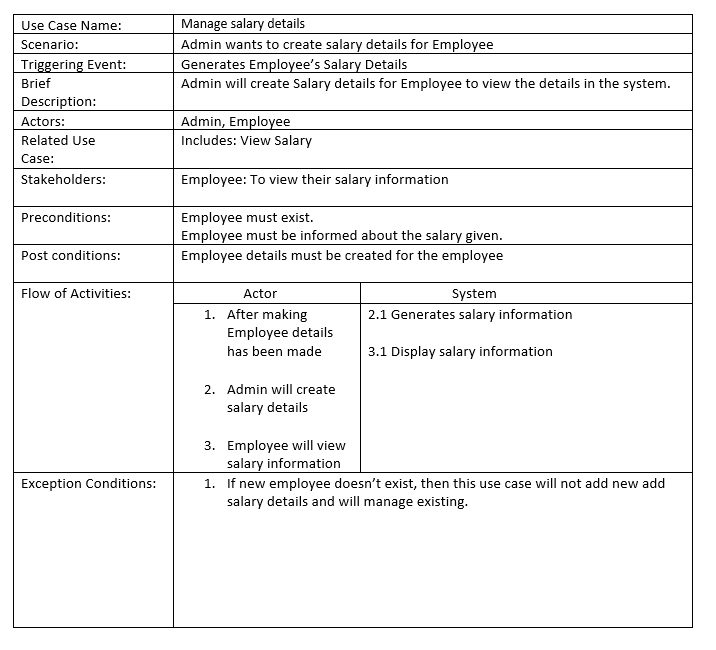 Use Case Name: Manage salary details
Scenario: Admin wants to create salary details for Employee
Triggering Event: Generates Employee’s Salary Details
Brief Description: Admin will create Salary details for Employee to view the details in the system.
Actors: Admin, Employee
Related Use Case: Includes: View Salary
Stakeholders: Employee: To view their salary information
Preconditions: Employee must exist.
Employee must be informed about the salary given.
Post conditions: Employee details must be created for the employee
Flow of Activities: Actor System
1. After making
Employee details
has been made
2. Admin will create
salary details
3. Employee will view
salary information
2.1 Generates salary information
3.1 Display salary information
Exception Conditions: 1. If new employee doesn’t exist, then this use case will not add new add
salary details and will manage existing.